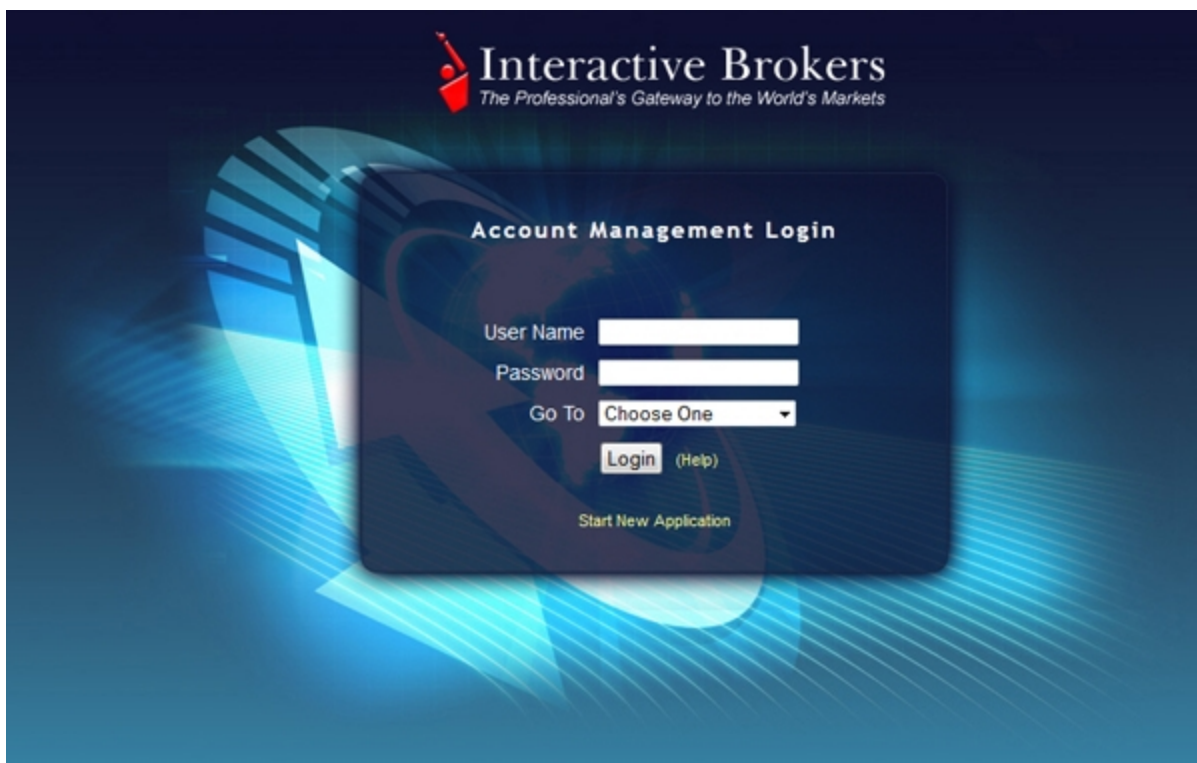 Interactive Brokers
The Professional's Gateway to the World's Markets
Account Management Login
User Name
Password
Go To Choose One
Login (Help)
Start New Application